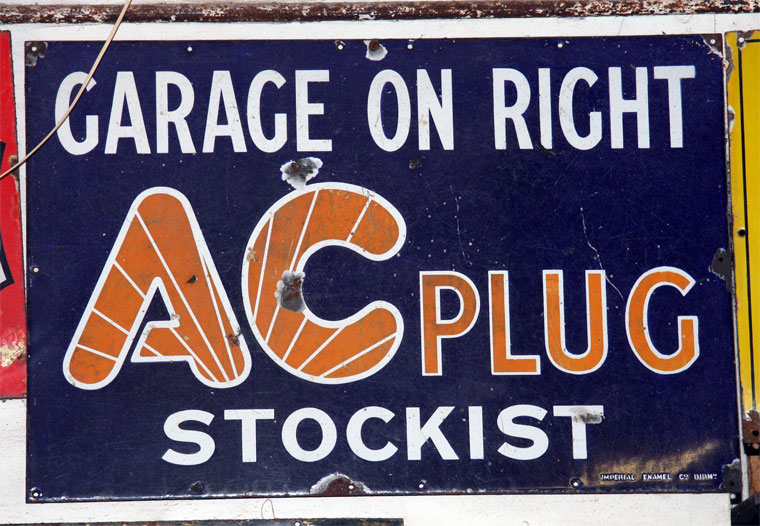 GARAGE ON RIGHT
AC PLUG
STOCKIST
IMPERIAL ENAMEL Co. BIRM.